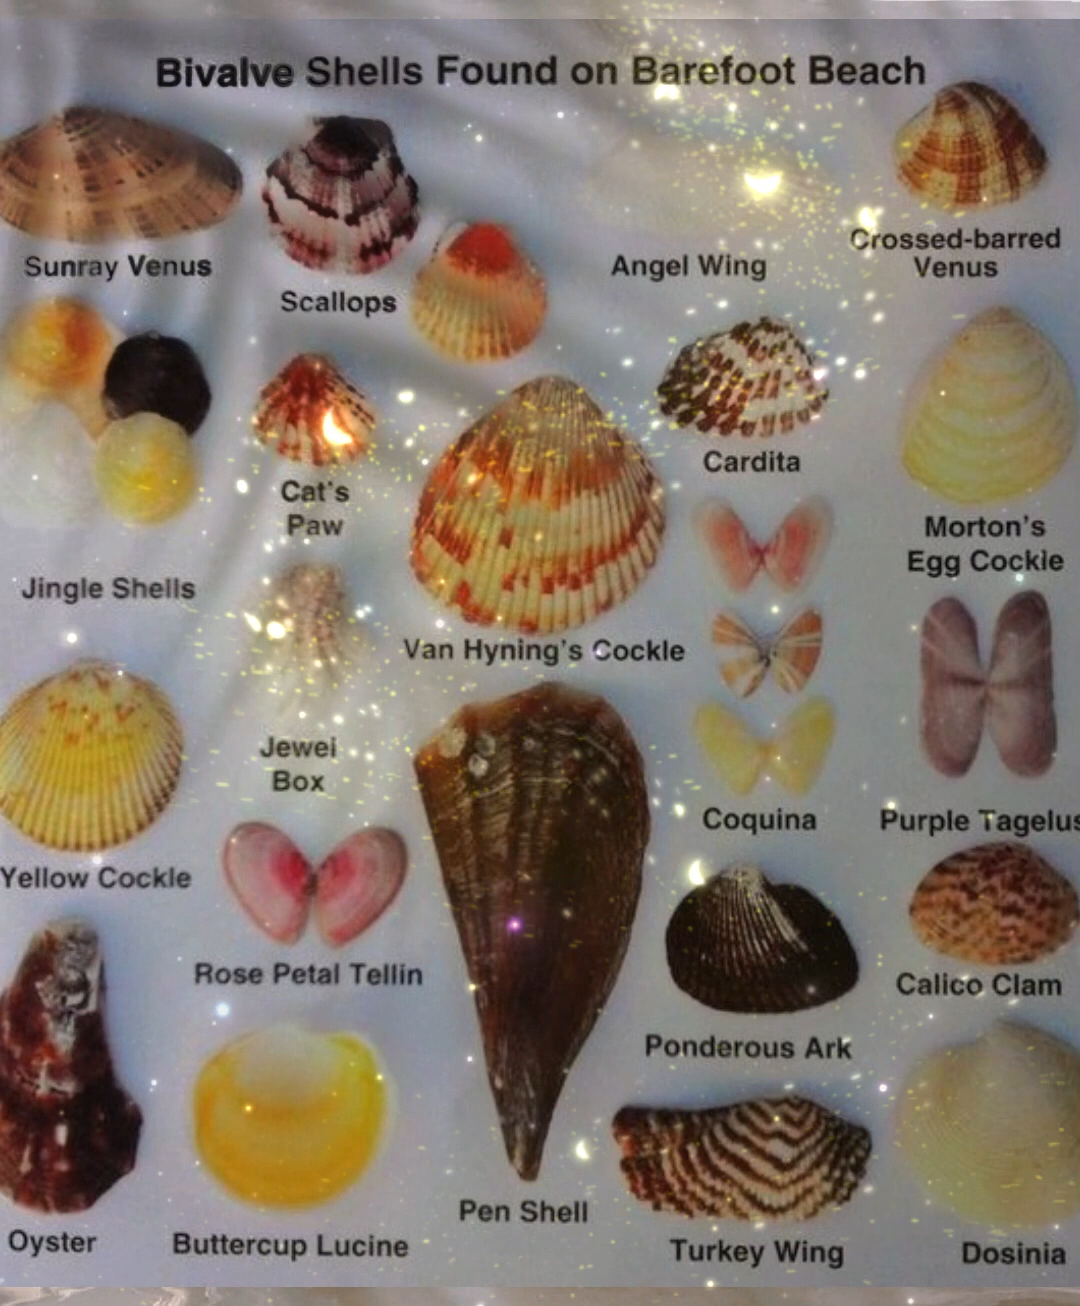 Bivalve Shells Found on Barefoot Beach
Sunray Venus
Scallops
Angel Wing
Crossed-barred
Venus
Cat's
Paw
Cardita
Morton's
Egg Cockle
Jingle Shells
Van Hyning's Cockle
Jewel
Box
Coquina
Purple Tagelus
Yellow Cockle
Rose Petal Tellin
Calico Clam
Ponderous Ark
Oyster
Buttercup Lucine
Pen Shell
Turkey Wing
Dosinia